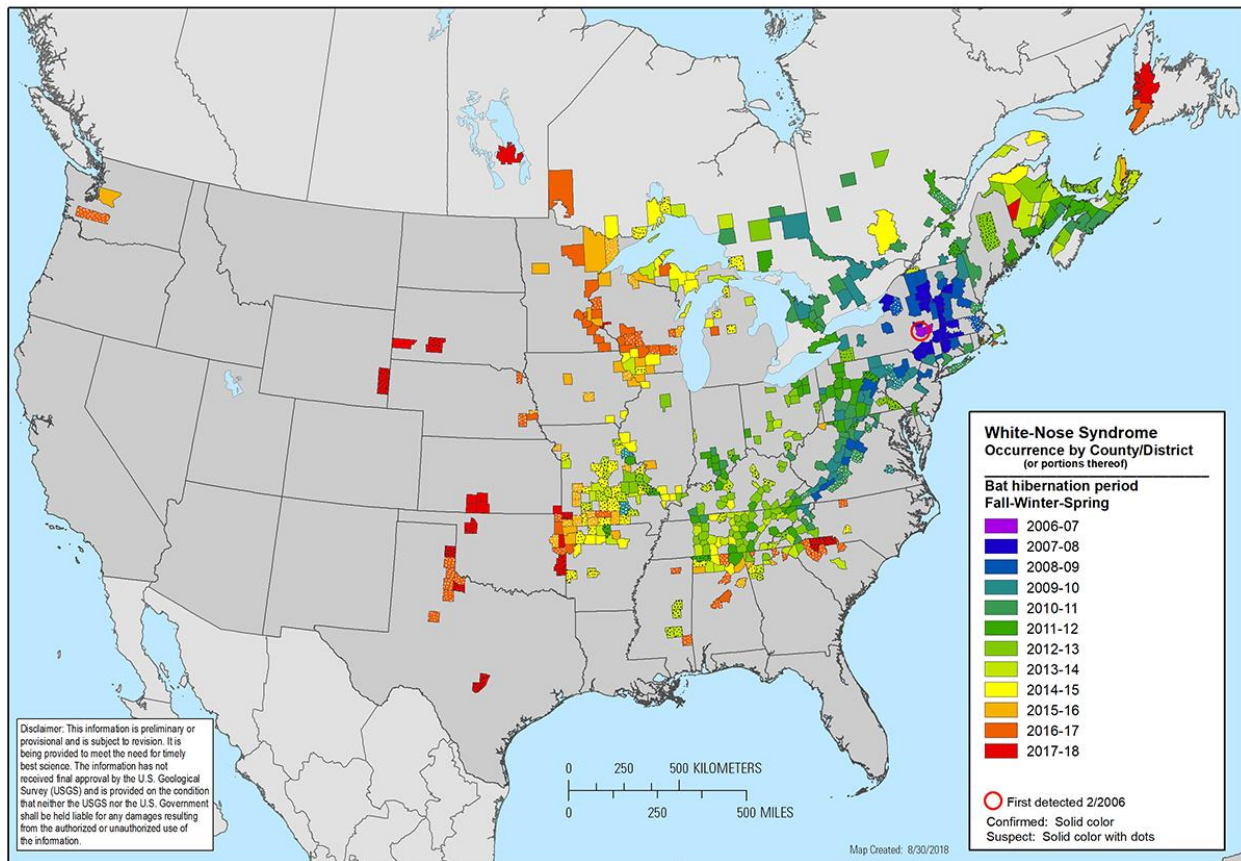 White-Nose Syndrome
Occurrence by County/District
(or portions thereof)
Bat hibernation period
Fall-Winter-Spring
2006-07
2007-08
2008-09
2009-10
2010-11
2011-12
2012-13
2013-14
2014-15
2015-16
2016-17
2017-18
First detected 2/2006
Confirmed: Solid color
Suspect: Solid color with dots
Disclaimer: This information is preliminary or
provisional and is subject to revision. It is
being provided to meet the need for timely
best science. The information has not
received final approval by the U.S. Geological
Survey (USGS) and is provided on the condition
that neither the USGS nor the U.S. Government
shall be held liable for any damages resulting
from the authorized or unauthorized use of
the information.
0 250 500 KILOMETERS
0 250 500 MILES
Map Created: 8/30/2018